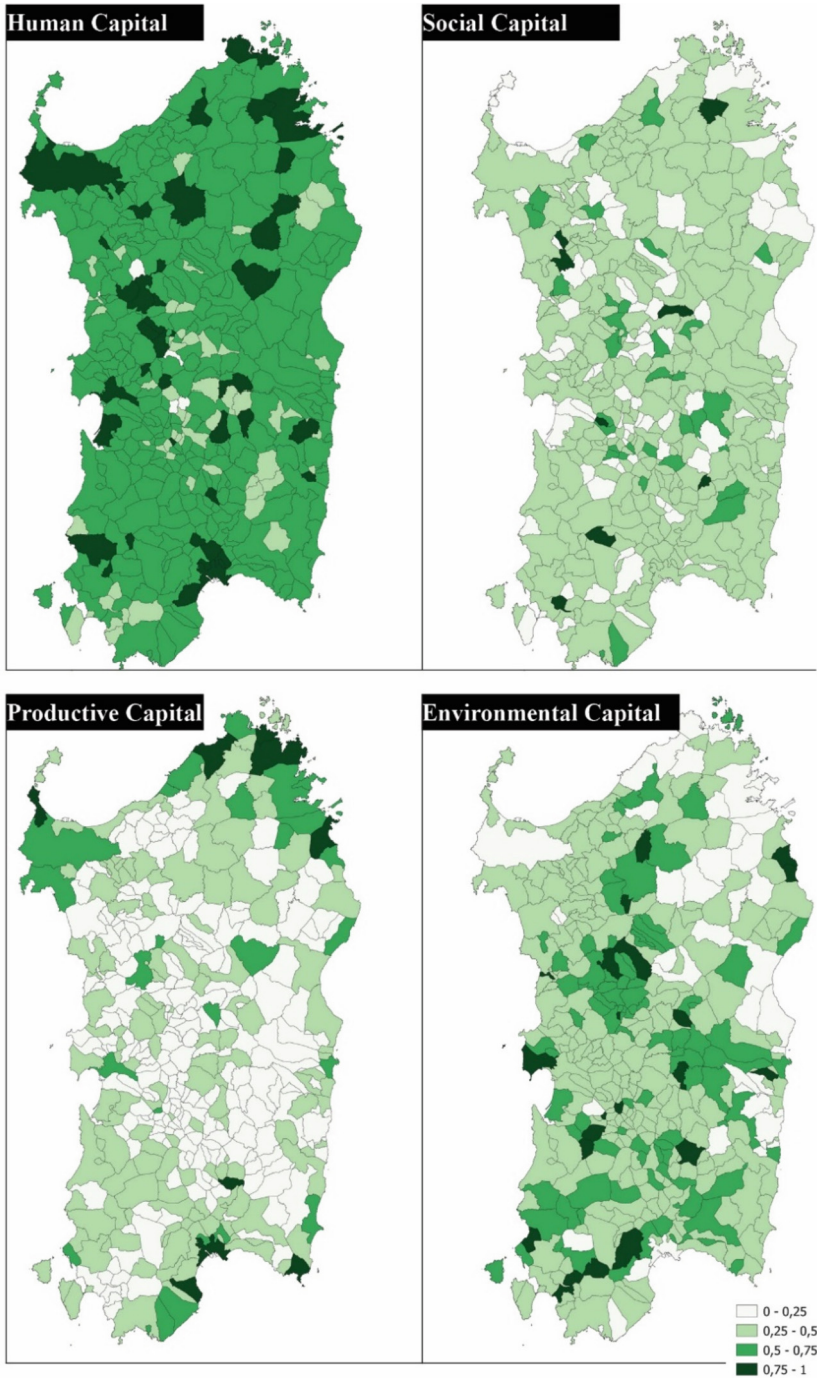 Human Capital
Social Capital
Productive Capital
Environmental Capital
0 - 0,25
0,25 - 0,5
0,5 - 0,75
0,75 - 1